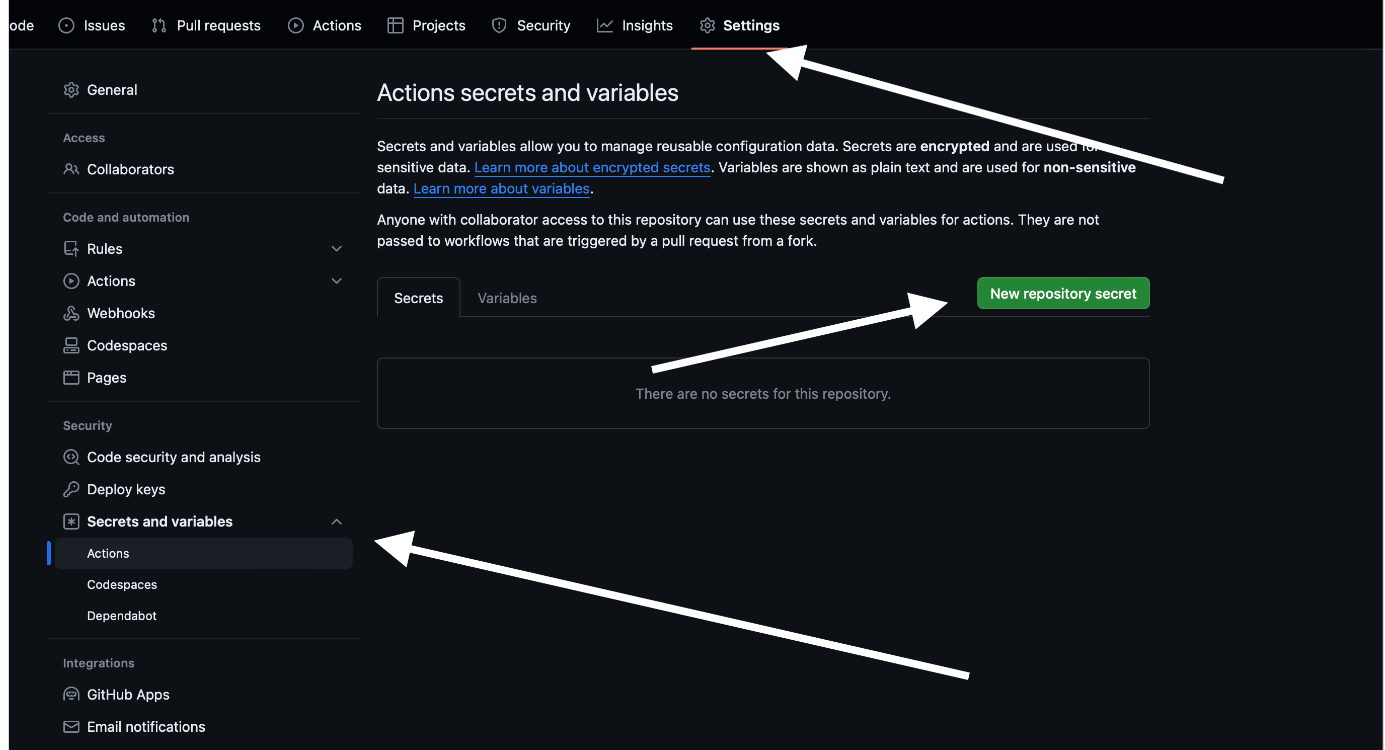 ode Issues Pull requests Actions Projects Security Insights Settings
General
Access
Collaborators
Code and automation
Rules
Actions
Webhooks
Codespaces
Pages
Security
Code security and analysis
Deploy keys
Secrets and variables
Actions
Codespaces
Dependabot
Integrations
GitHub Apps
Email notifications
Actions secrets and variables
Secrets and variables allow you to manage reusable configuration data. Secrets are encrypted and are used for
sensitive data. Learn more about encrypted secrets. Variables are shown as plain text and are used for non-sensitive
data. Learn more about variables.
Anyone with collaborator access to this repository can use these secrets and variables for actions. They are not
passed to workflows that are triggered by a pull request from a fork.
Secrets Variables New repository secret
There are no secrets for this repository.